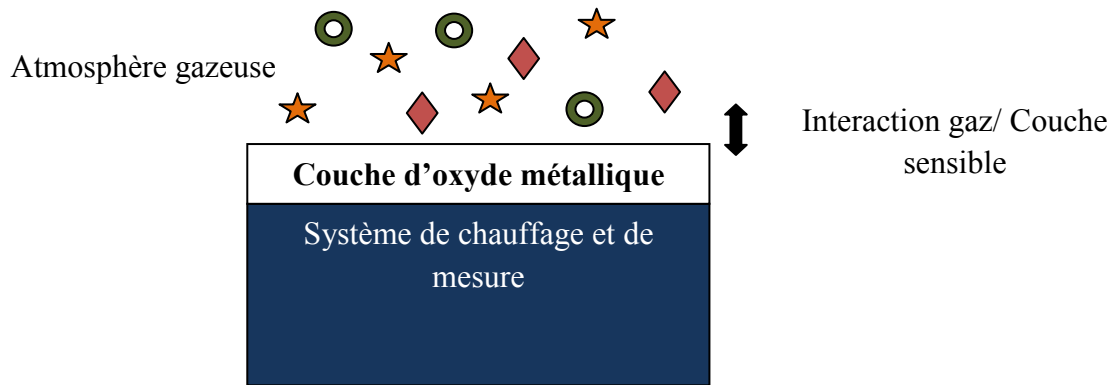 Atmosphère gazeuse
Interaction gaz/ Couche
sensible
Couche d’oxyde métallique
Système de chauffage et de
mesure